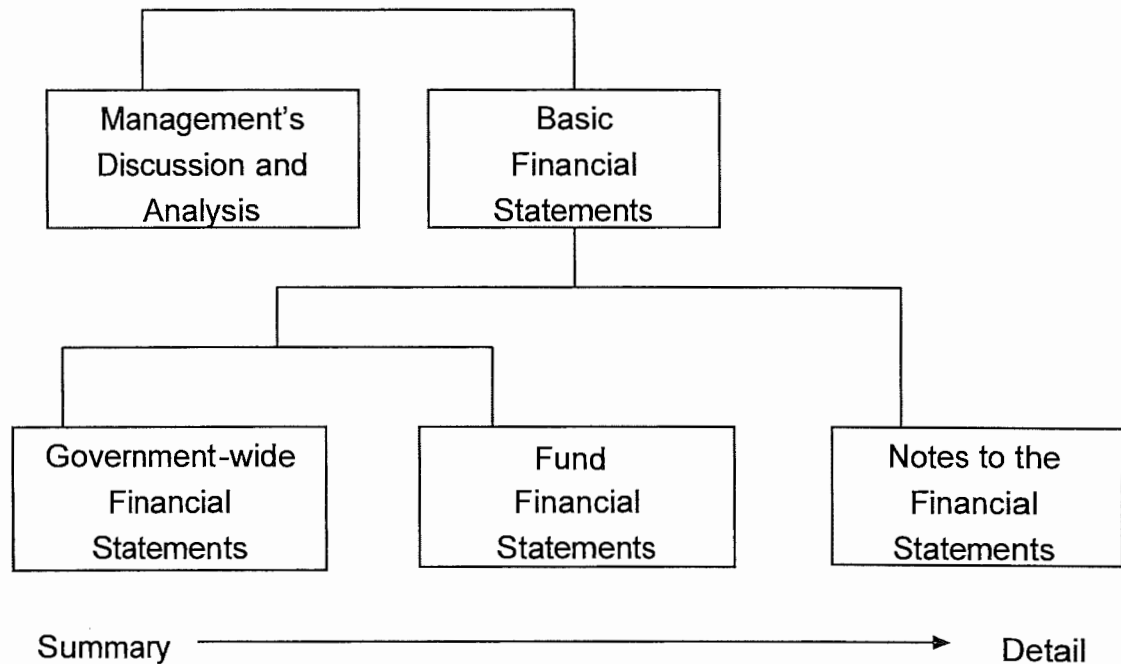 Management's
Discussion and
Analysis
Basic
Financial
Statements
Government-wide
Financial
Statements
Fund
Financial
Statements
Notes to the
Financial
Statements
Summary
Detail